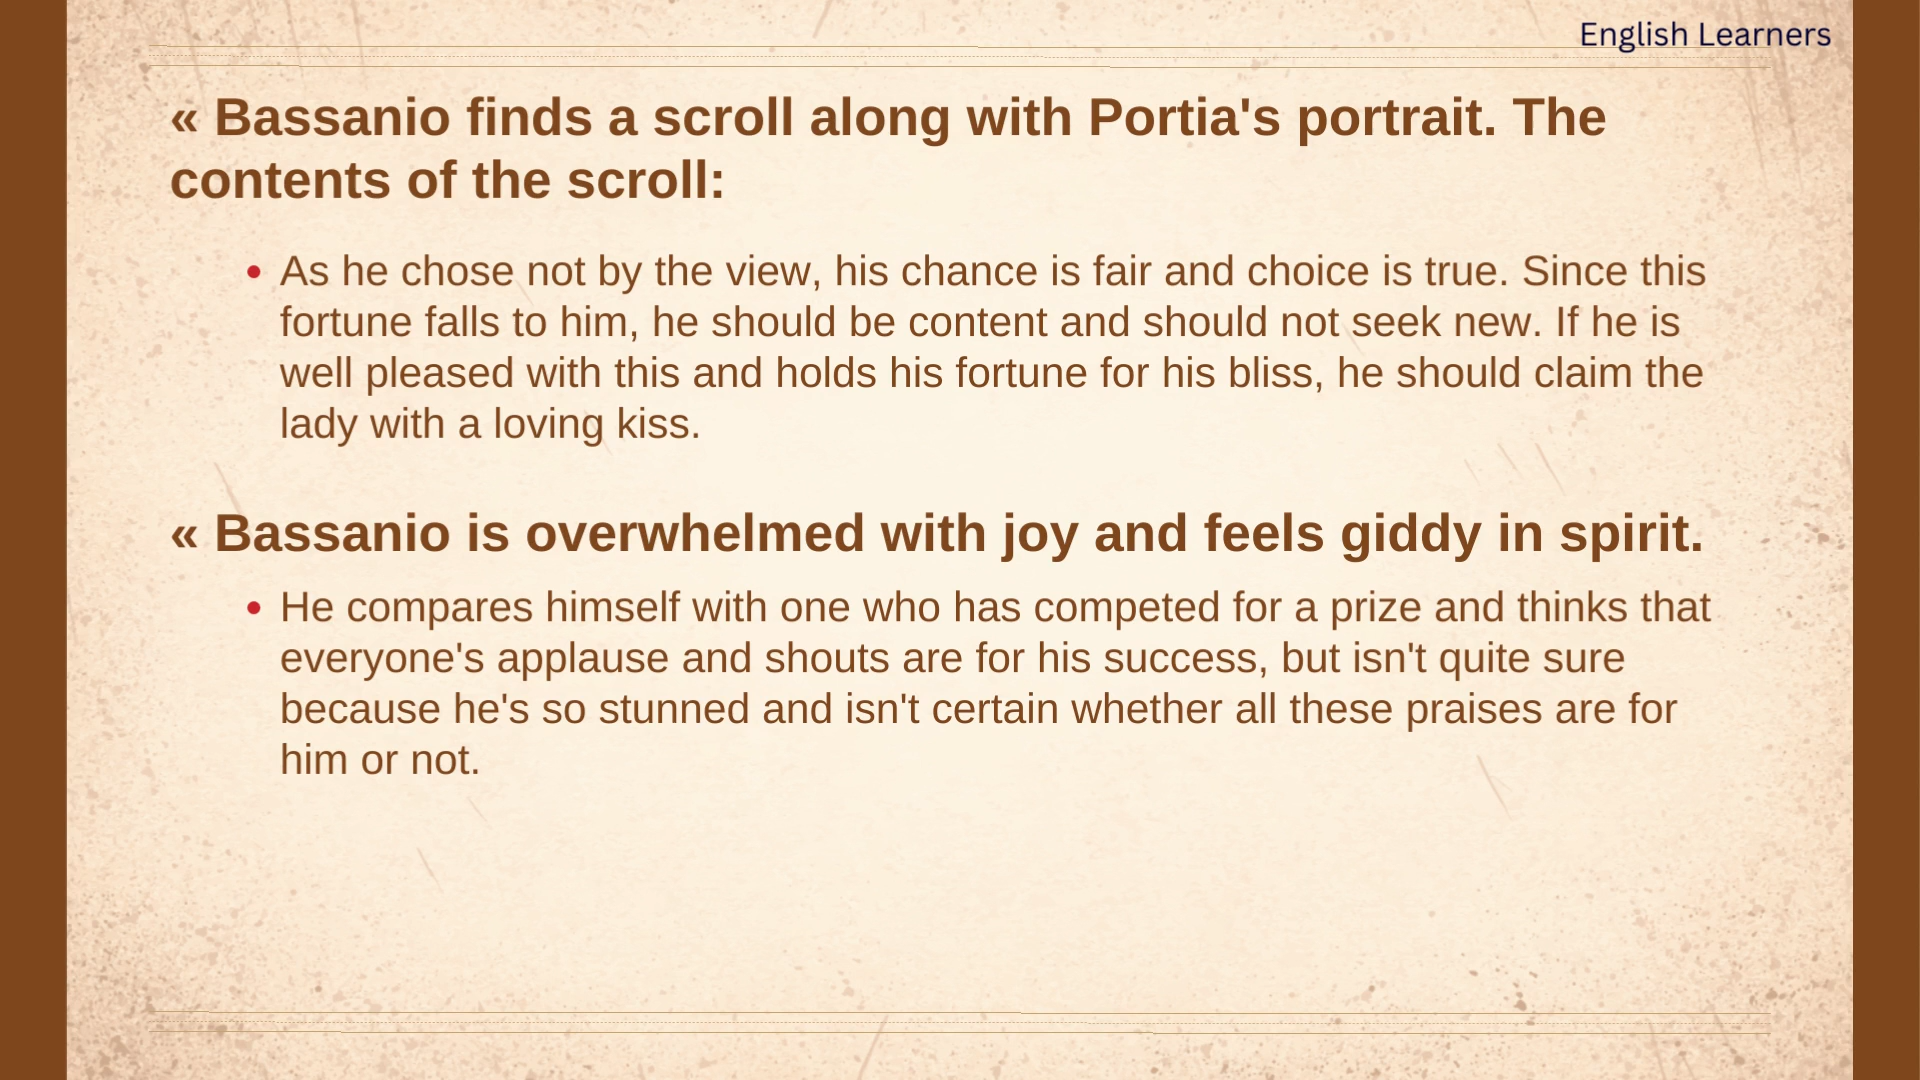 English Learners
« Bassanio finds a scroll along with Portia's portrait. The
contents of the scroll:
• As he chose not by the view, his chance is fair and choice is true. Since this
fortune falls to him, he should be content and should not seek new. If he is
well pleased with this and holds his fortune for his bliss, he should claim the
lady with a loving kiss.
« Bassanio is overwhelmed with joy and feels giddy in spirit.
• He compares himself with one who has competed for a prize and thinks that
everyone's applause and shouts are for his success, but isn't quite sure
because he's so stunned and isn't certain whether all these praises are for
him or not.